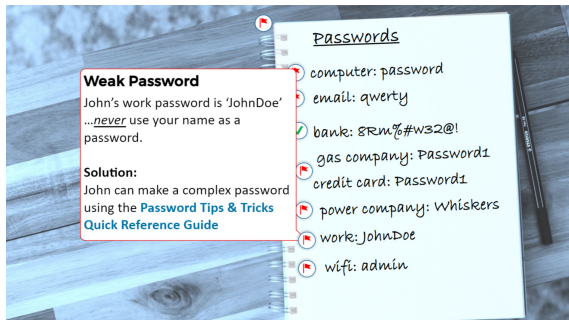 Passwords
computer: password
email: qwerty
bank: 8Rm%#w32@!
gas company: Password1
credit card: Password1
power company: Whiskers
work: JohnDoe
wifi: admin
Weak Password
John's work password is 'JohnDoe'
...never use your name as a
password.
Solution:
John can make a complex password
using the Password Tips & Tricks
Quick Reference Guide